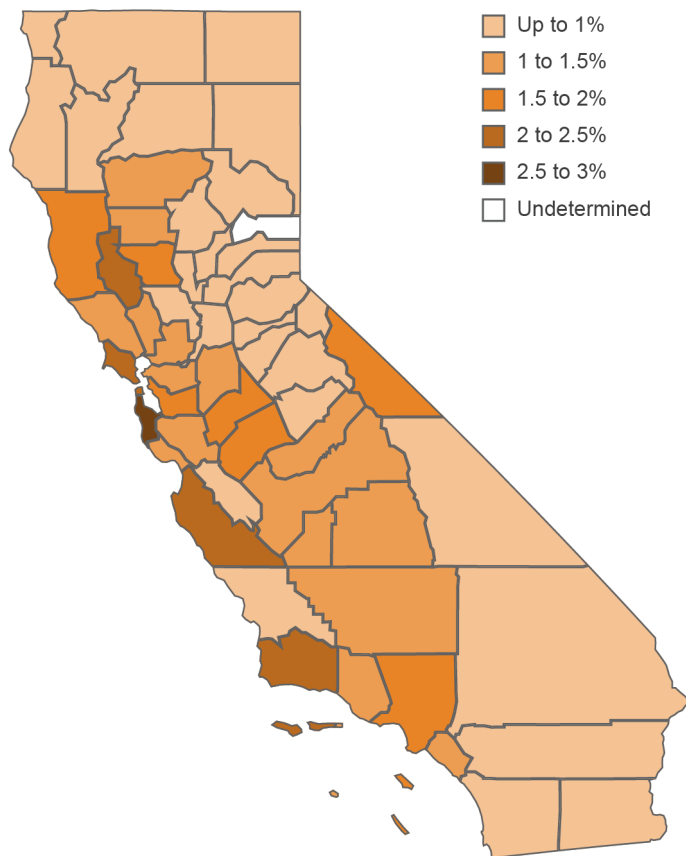 Up to 1%
1 to 1.5%
1.5 to 2%
2 to 2.5%
2.5 to 3%
Undetermined